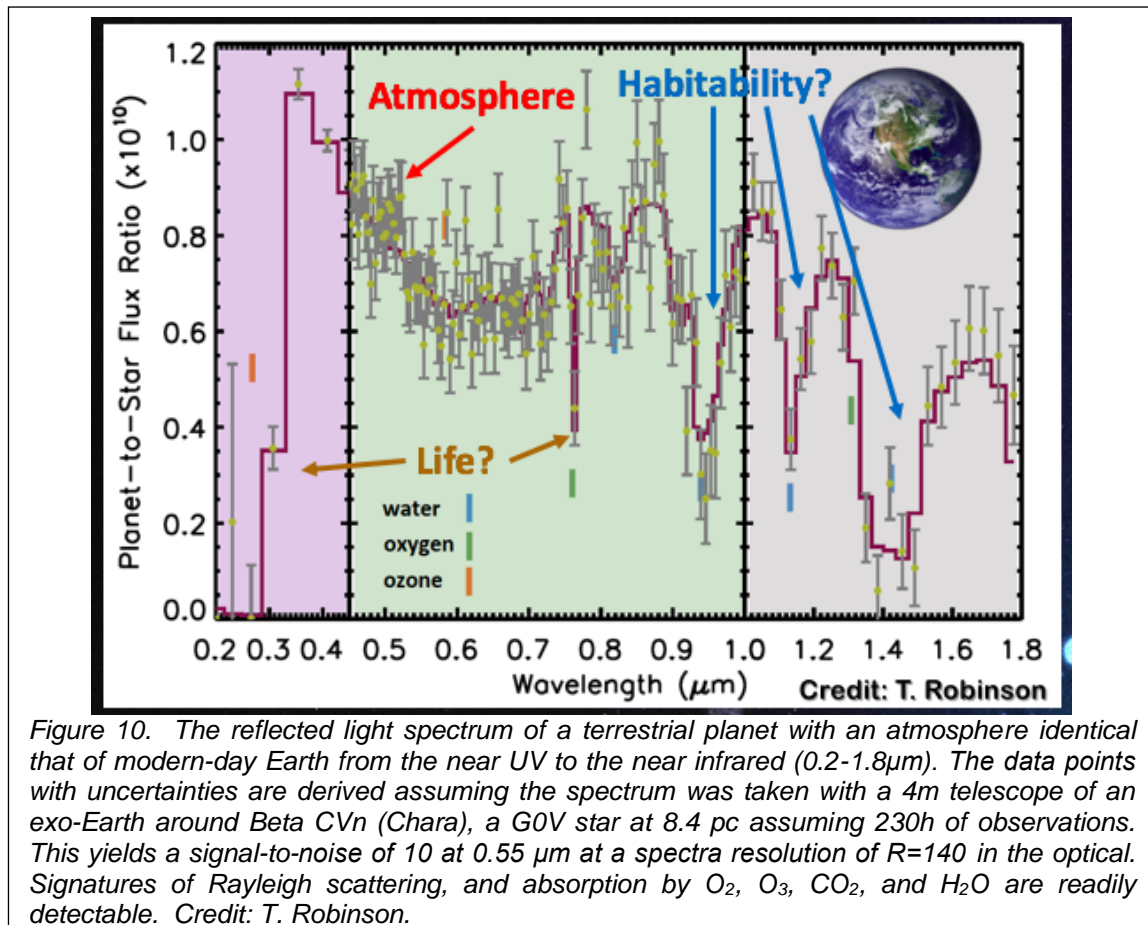 1.2
1.0
0.8
0.6
0.4
0.2
0.0
Planet-to-Star Flux Ratio (×10¹⁰)
Atmosphere
Habitability?
Life?
water
oxygen
ozone
0.2 0.3 0.4 0.5 0.6 0.7 0.8 0.9 1.0 1.2 1.4 1.6 1.8
Wavelength (μm)
Credit: T. Robinson
Figure 10. The reflected light spectrum of a terrestrial planet with an atmosphere identical
that of modern-day Earth from the near UV to the near infrared (0.2-1.8μm). The data points
with uncertainties are derived assuming the spectrum was taken with a 4m telescope of an
exo-Earth around Beta CVn (Chara), a G0V star at 8.4 pc assuming 230h of observations.
This yields a signal-to-noise of 10 at 0.55 μm at a spectra resolution of R=140 in the optical.
Signatures of Rayleigh scattering, and absorption by O₂, O₃, CO₂, and H₂O are readily
detectable. Credit: T. Robinson.